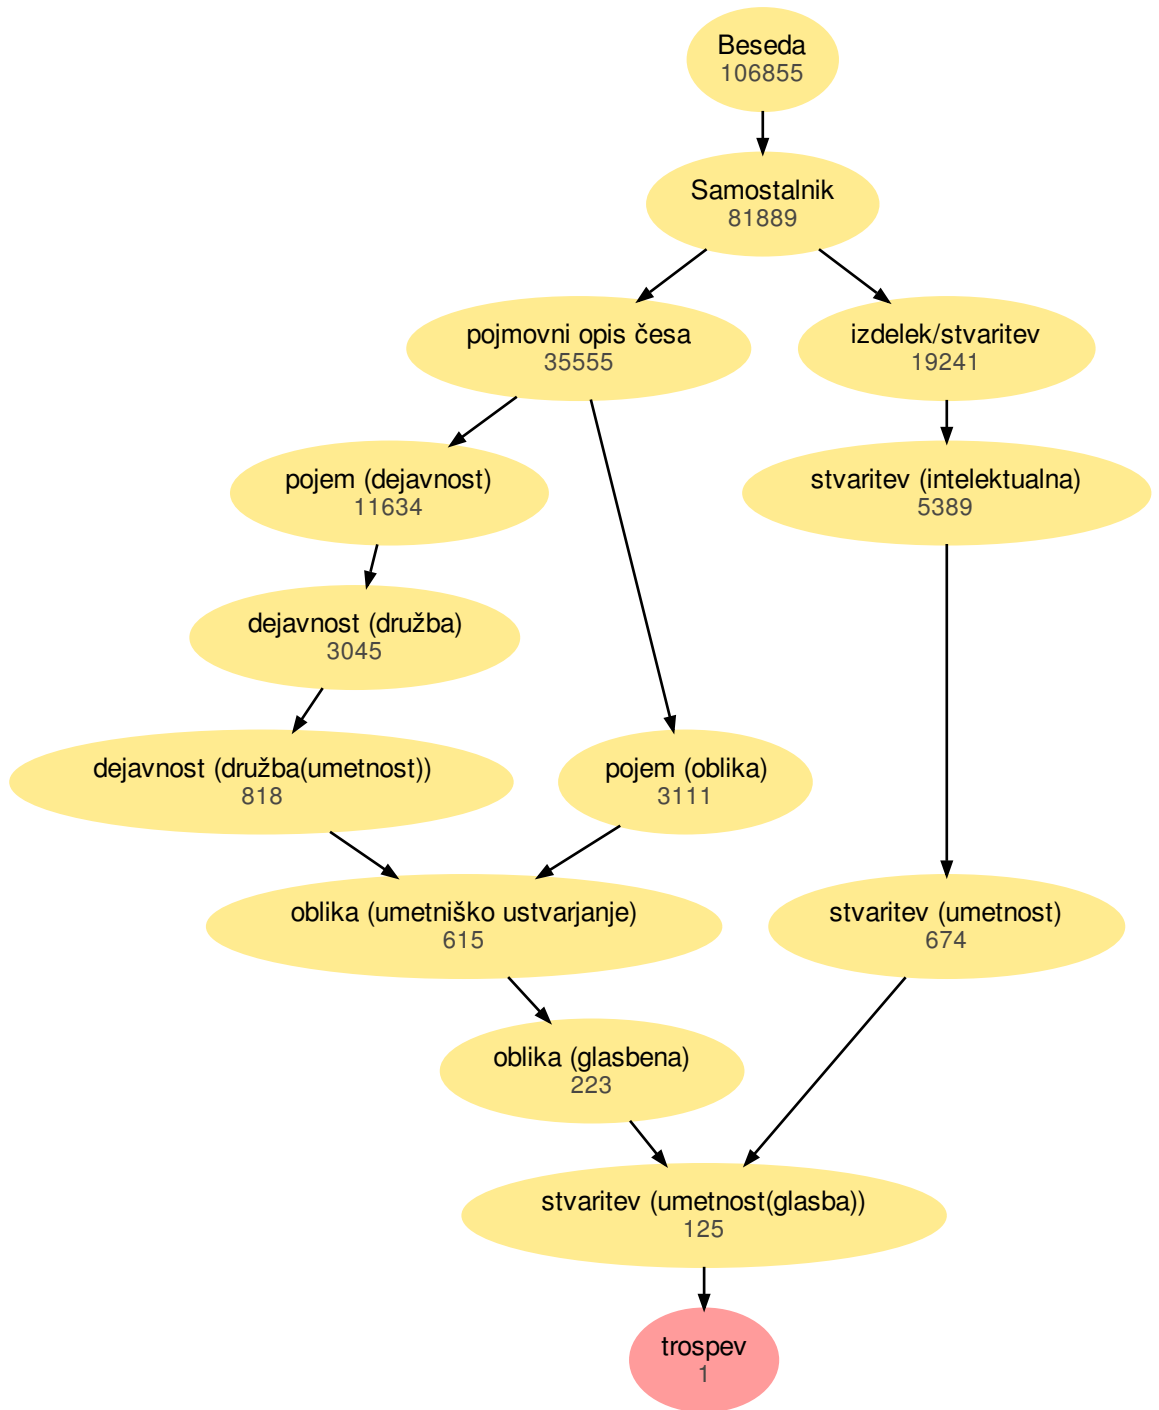 Beseda
106855
Samostalnik
81889
pojmovni opis česa
35555
izdelek/stvaritev
19241
pojem (dejavnost)
11634
stvaritev (intelektualna)
5389
dejavnost (družba)
3045
dejavnost (družba(umetnost))
818
pojem (oblika)
3111
oblika (umetniško ustvarjanje)
615
stvaritev (umetnost)
674
oblika (glasbena)
223
stvaritev (umetnost(glasba))
125
trospev
1